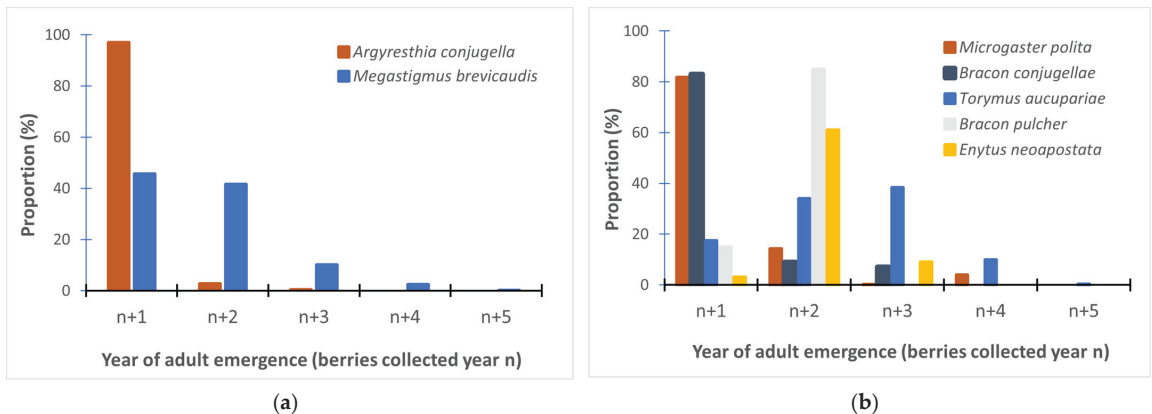 100
80
60
40
20
0
Proportion (%)
Argyresthia conjugella
Megastigmus brevicaudis
n+1 n+2 n+3 n+4 n+5
Year of adult emergence (berries collected year n)
(a)
100
80
60
40
20
0
Proportion (%)
Microgaster polita
Bracon conjugellae
Torymus aucupariae
Bracon pulcher
Enytus neoapostata
n+1 n+2 n+3 n+4 n+5
Year of adult emergence (berries collected year n)
(b)